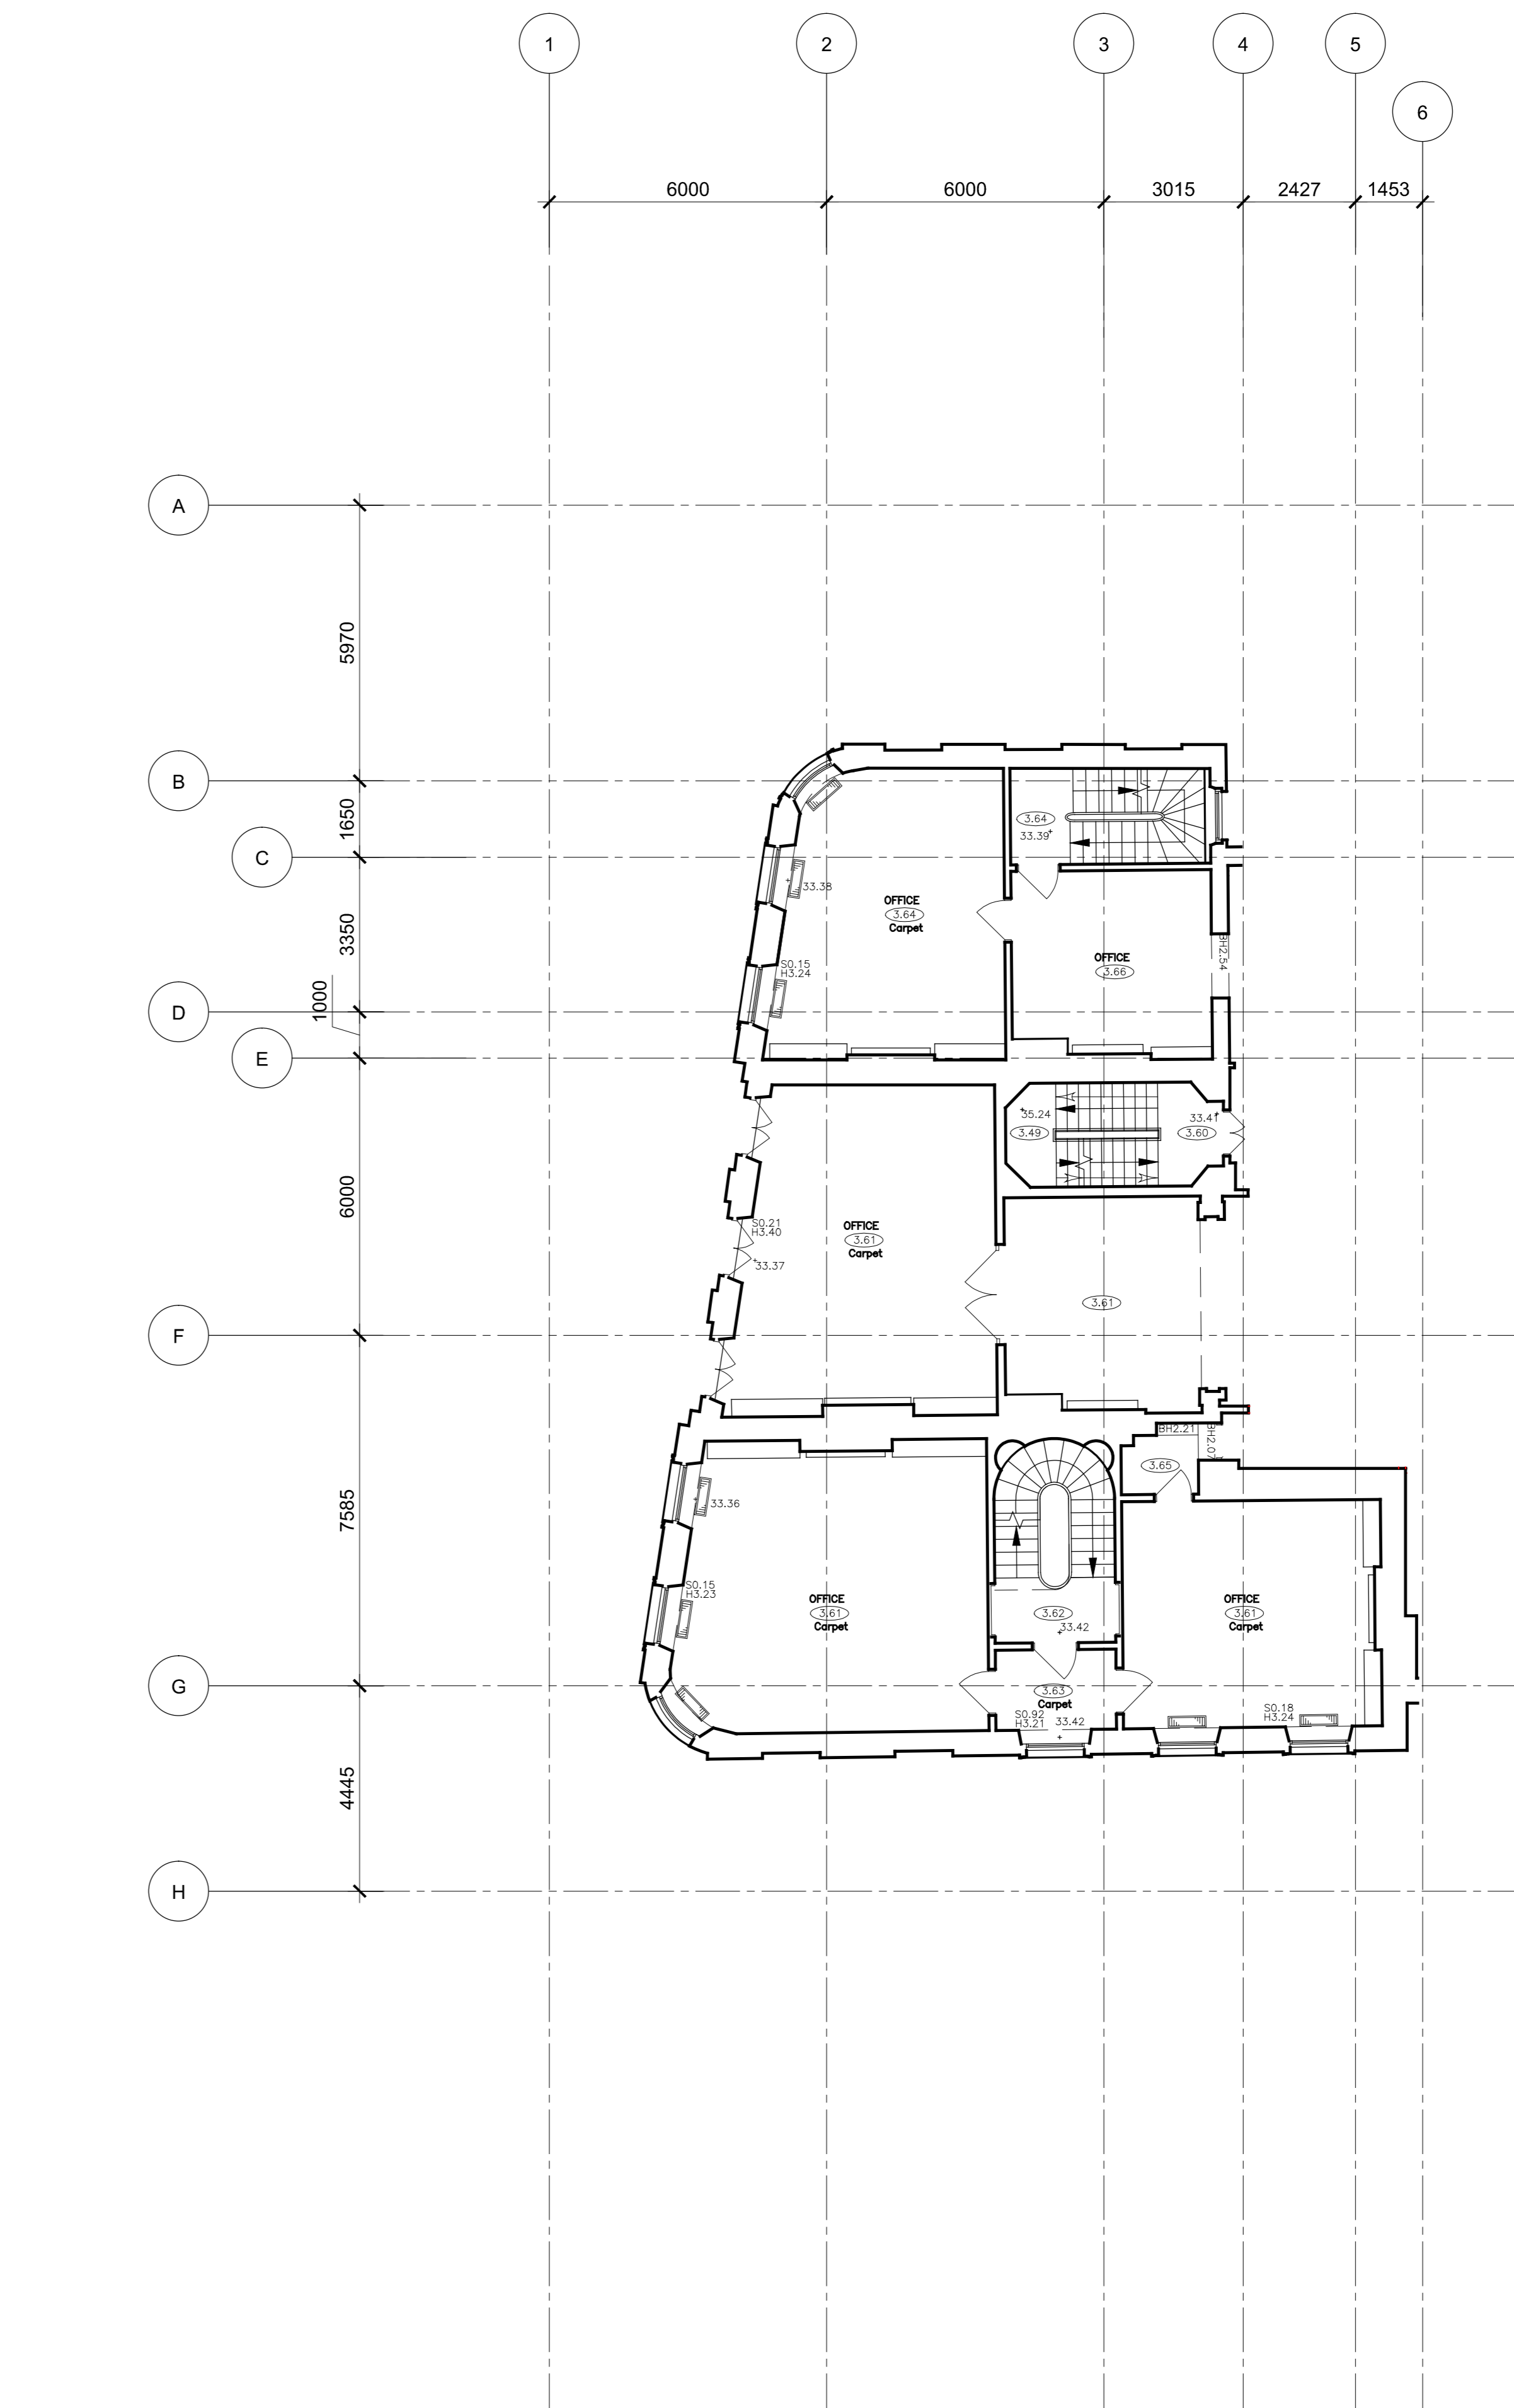 1
2
3
4
5
6
6000
6000
3015
2427
1453
A
5970
B
1650
C
3350
D
1000
E
6000
F
7585
G
4445
H
3.64
33.39
33.38
OFFICE
3.64
Carpet
BH2.54
OFFICE
3.66
S0.15
H3.24
35.24
33.41
3.49
3.60
S0.21
H3.40
OFFICE
3.61
Carpet
33.37
3.61
BH2.21
BH2.07
3.65
33.36
S0.15
H3.23
OFFICE
3.61
Carpet
3.62
33.42
OFFICE
3.61
Carpet
3.63
Carpet
S0.92
H3.21
33.42
S0.18
H3.24